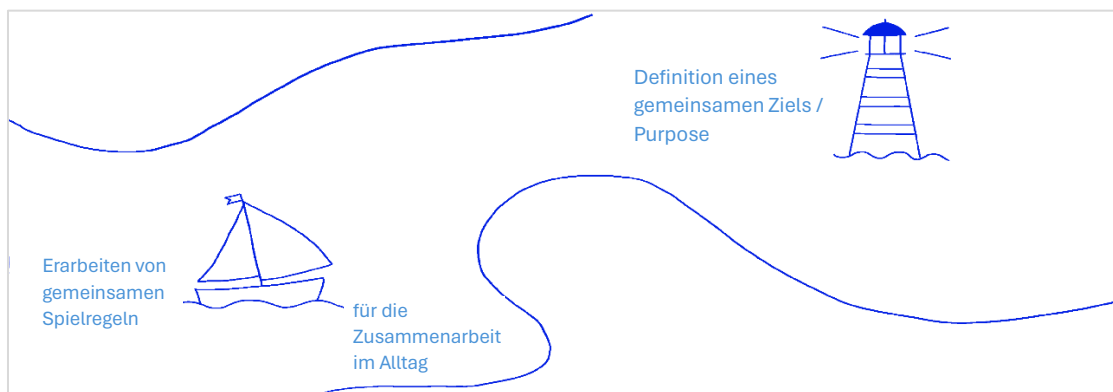 Definition eines
gemeinsamen Ziels /
Purpose
Erarbeiten von
gemeinsamen
Spielregeln
für die
Zusammenarbeit
im Alltag